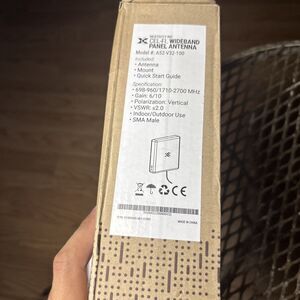 CEL-FI WIDEBAND
PANEL ANTENNA
Model #: A52-V32-100
Included:
• Antenna
• Mount
• Quick Start Guide
Specification:
• 698-960/1710-2700 MHz
• Gain: 6/10
• Polarization: Vertical
• VSWR: ≤2.0
• Indoor/Outdoor Use
• SMA Male
CE
MADE IN CHINA